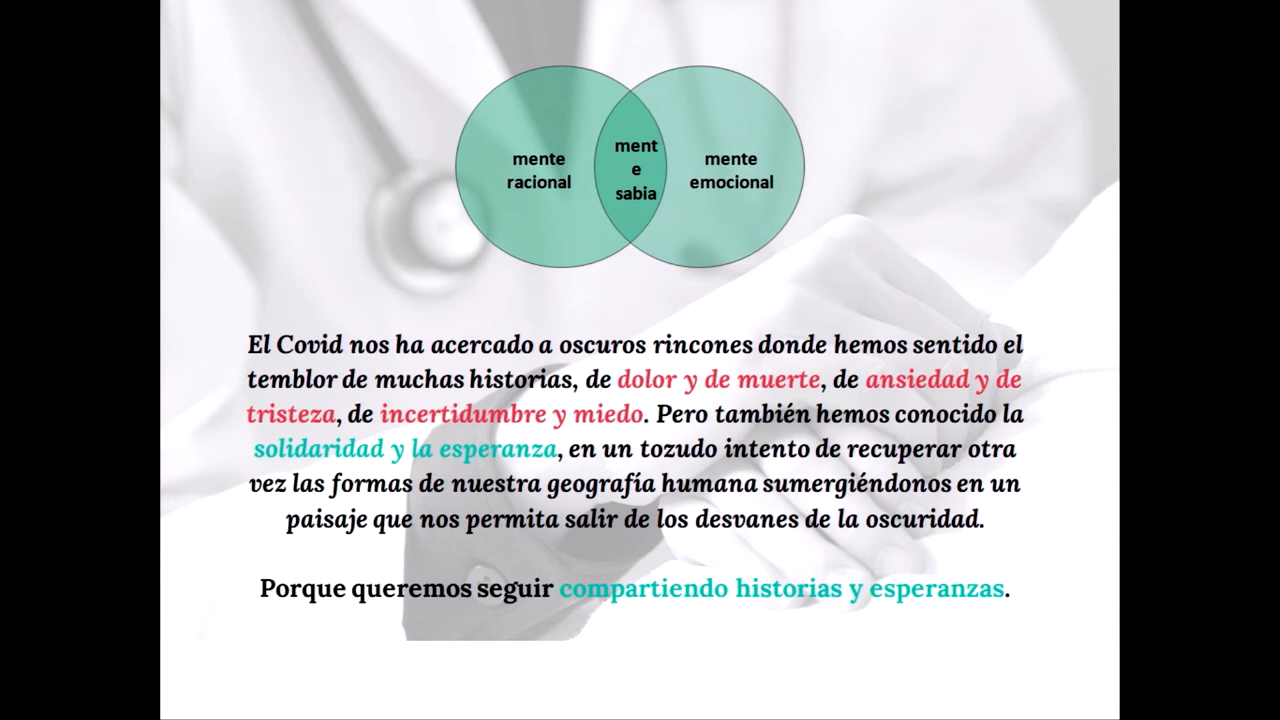 mente
racional
ment
e
sabia
mente
emocional
El Covid nos ha acercado a oscuros rincones donde hemos sentido el
temblor de muchas historias, de dolor y de muerte, de ansiedad y de
tristeza, de incertidumbre y miedo. Pero también hemos conocido la
solidaridad y la esperanza, en un tozudo intento de recuperar otra
vez las formas de nuestra geografía humana sumergiéndonos en un
paisaje que nos permita salir de los desvanes de la oscuridad.
Porque queremos seguir compartiendo historias y esperanzas.